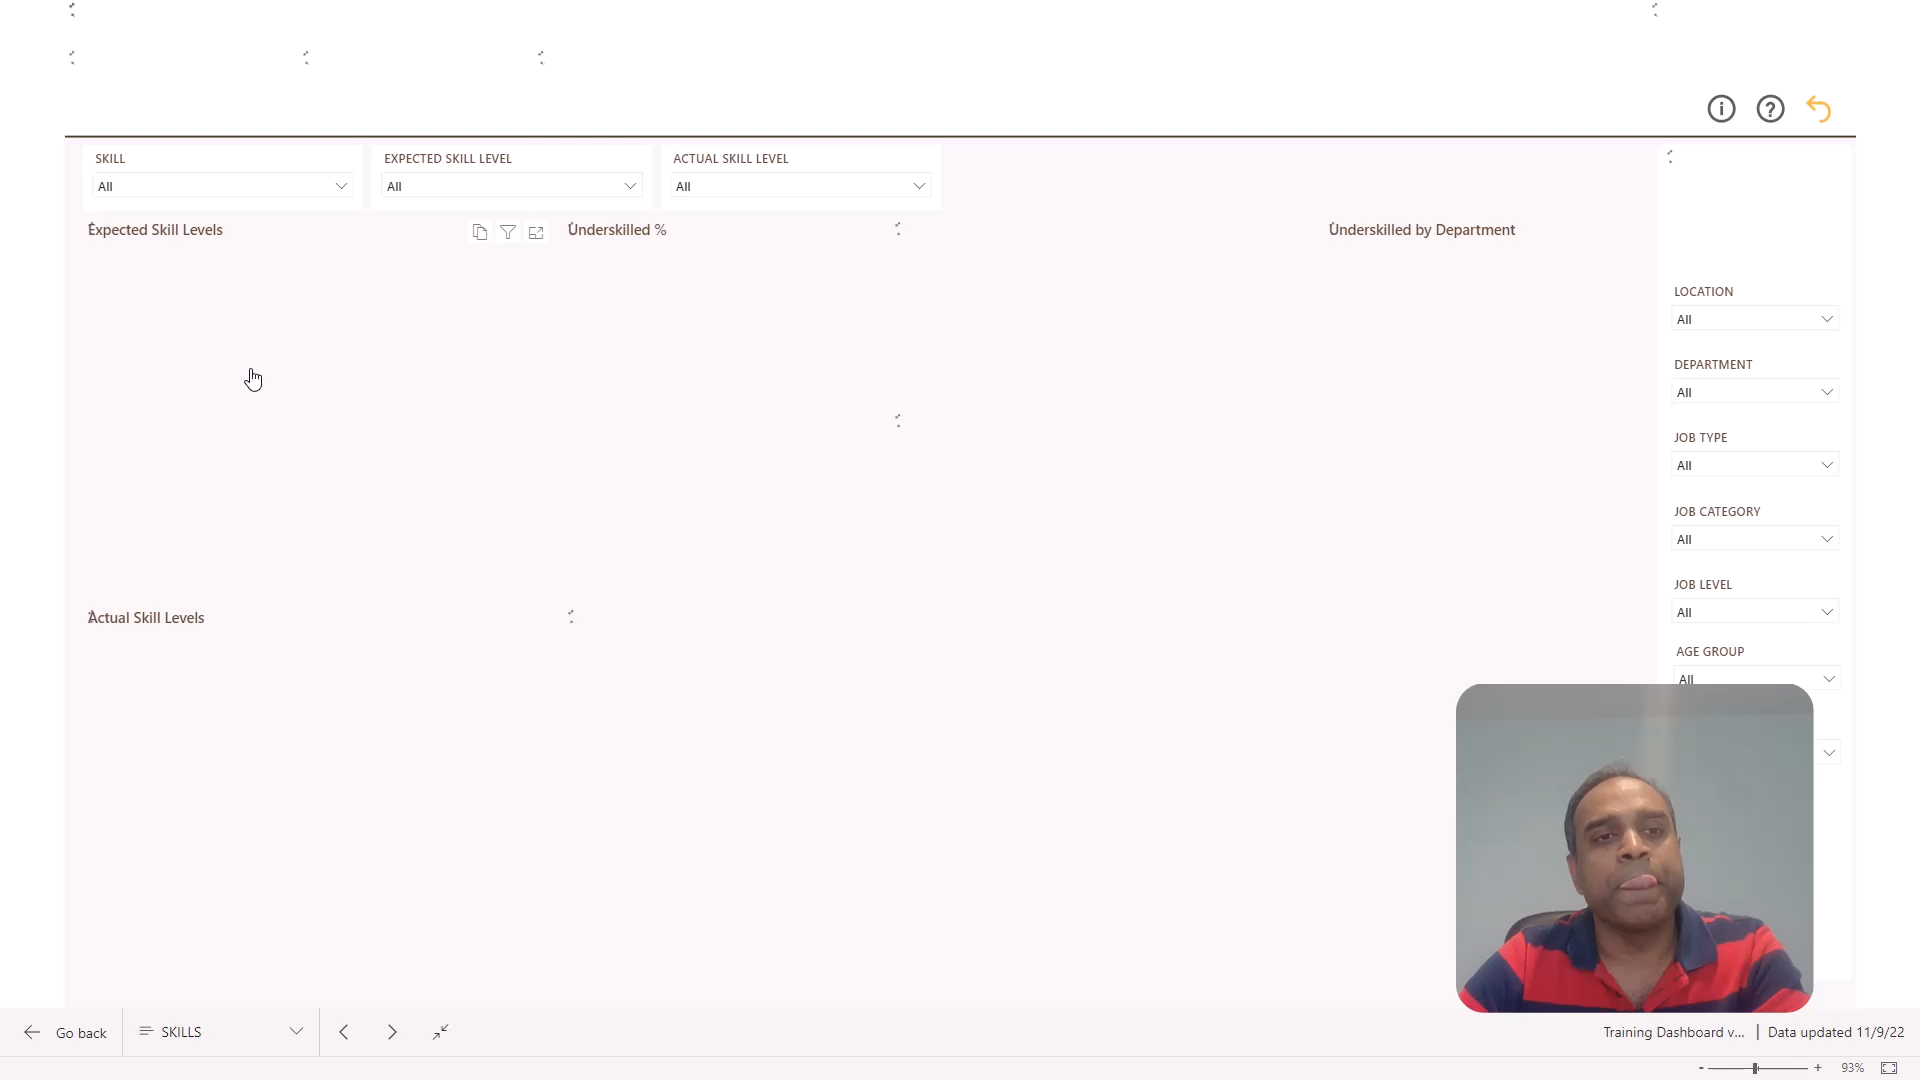 SKILL
All
EXPECTED SKILL LEVEL
All
ACTUAL SKILL LEVEL
All
Expected Skill Levels
Underskilled %
Underskilled by Department
LOCATION
All
DEPARTMENT
All
JOB TYPE
All
JOB CATEGORY
All
JOB LEVEL
All
AGE GROUP
All
Actual Skill Levels
Go back
SKILLS
Training Dashboard v... | Data updated 11/9/22
- + 93%